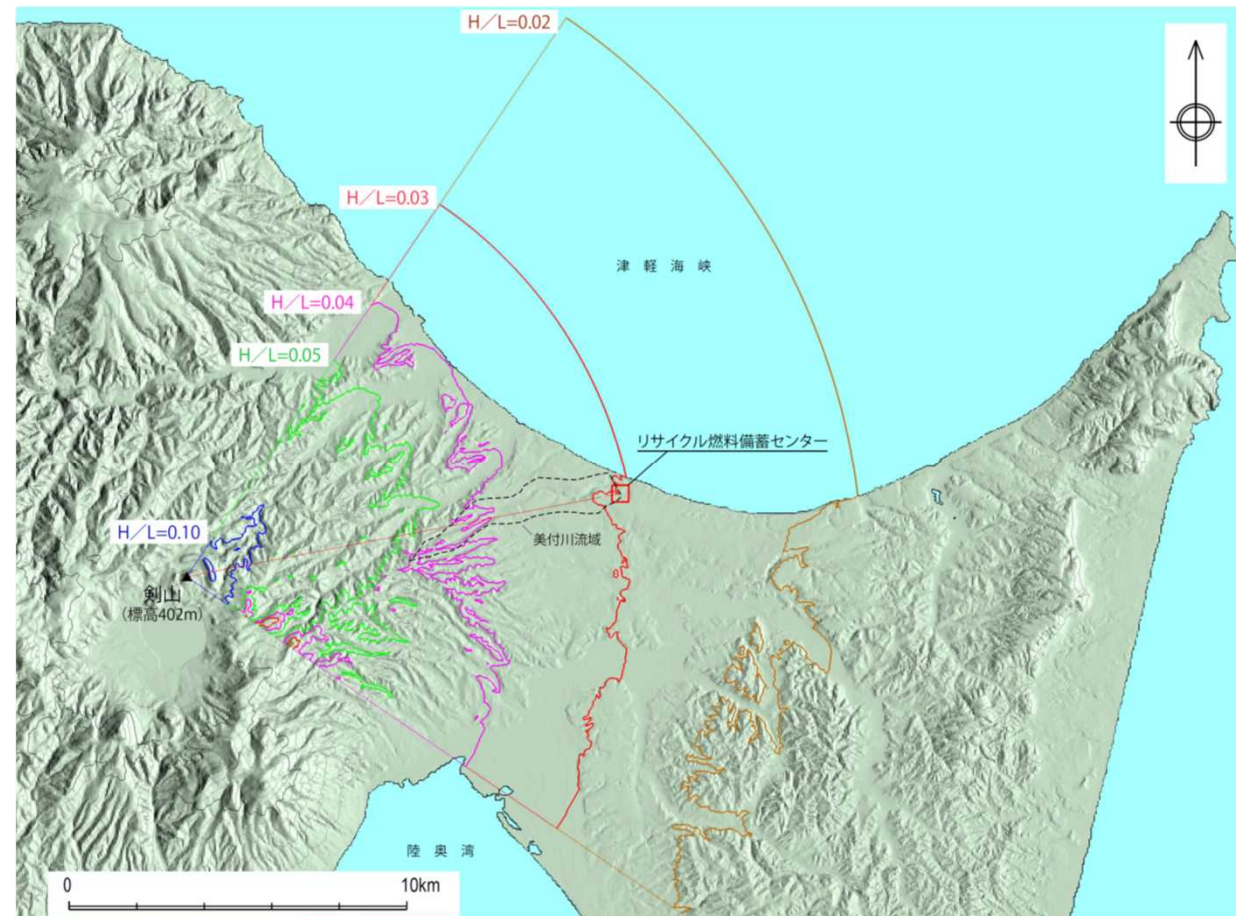 H／L=0.02
H／L=0.03
津軽海峡
H／L=0.04
H／L=0.05
リサイクル燃料備蓄センター
H／L=0.10
美付川流域
剣山
（標高402m）
陸奥湾
0 10km